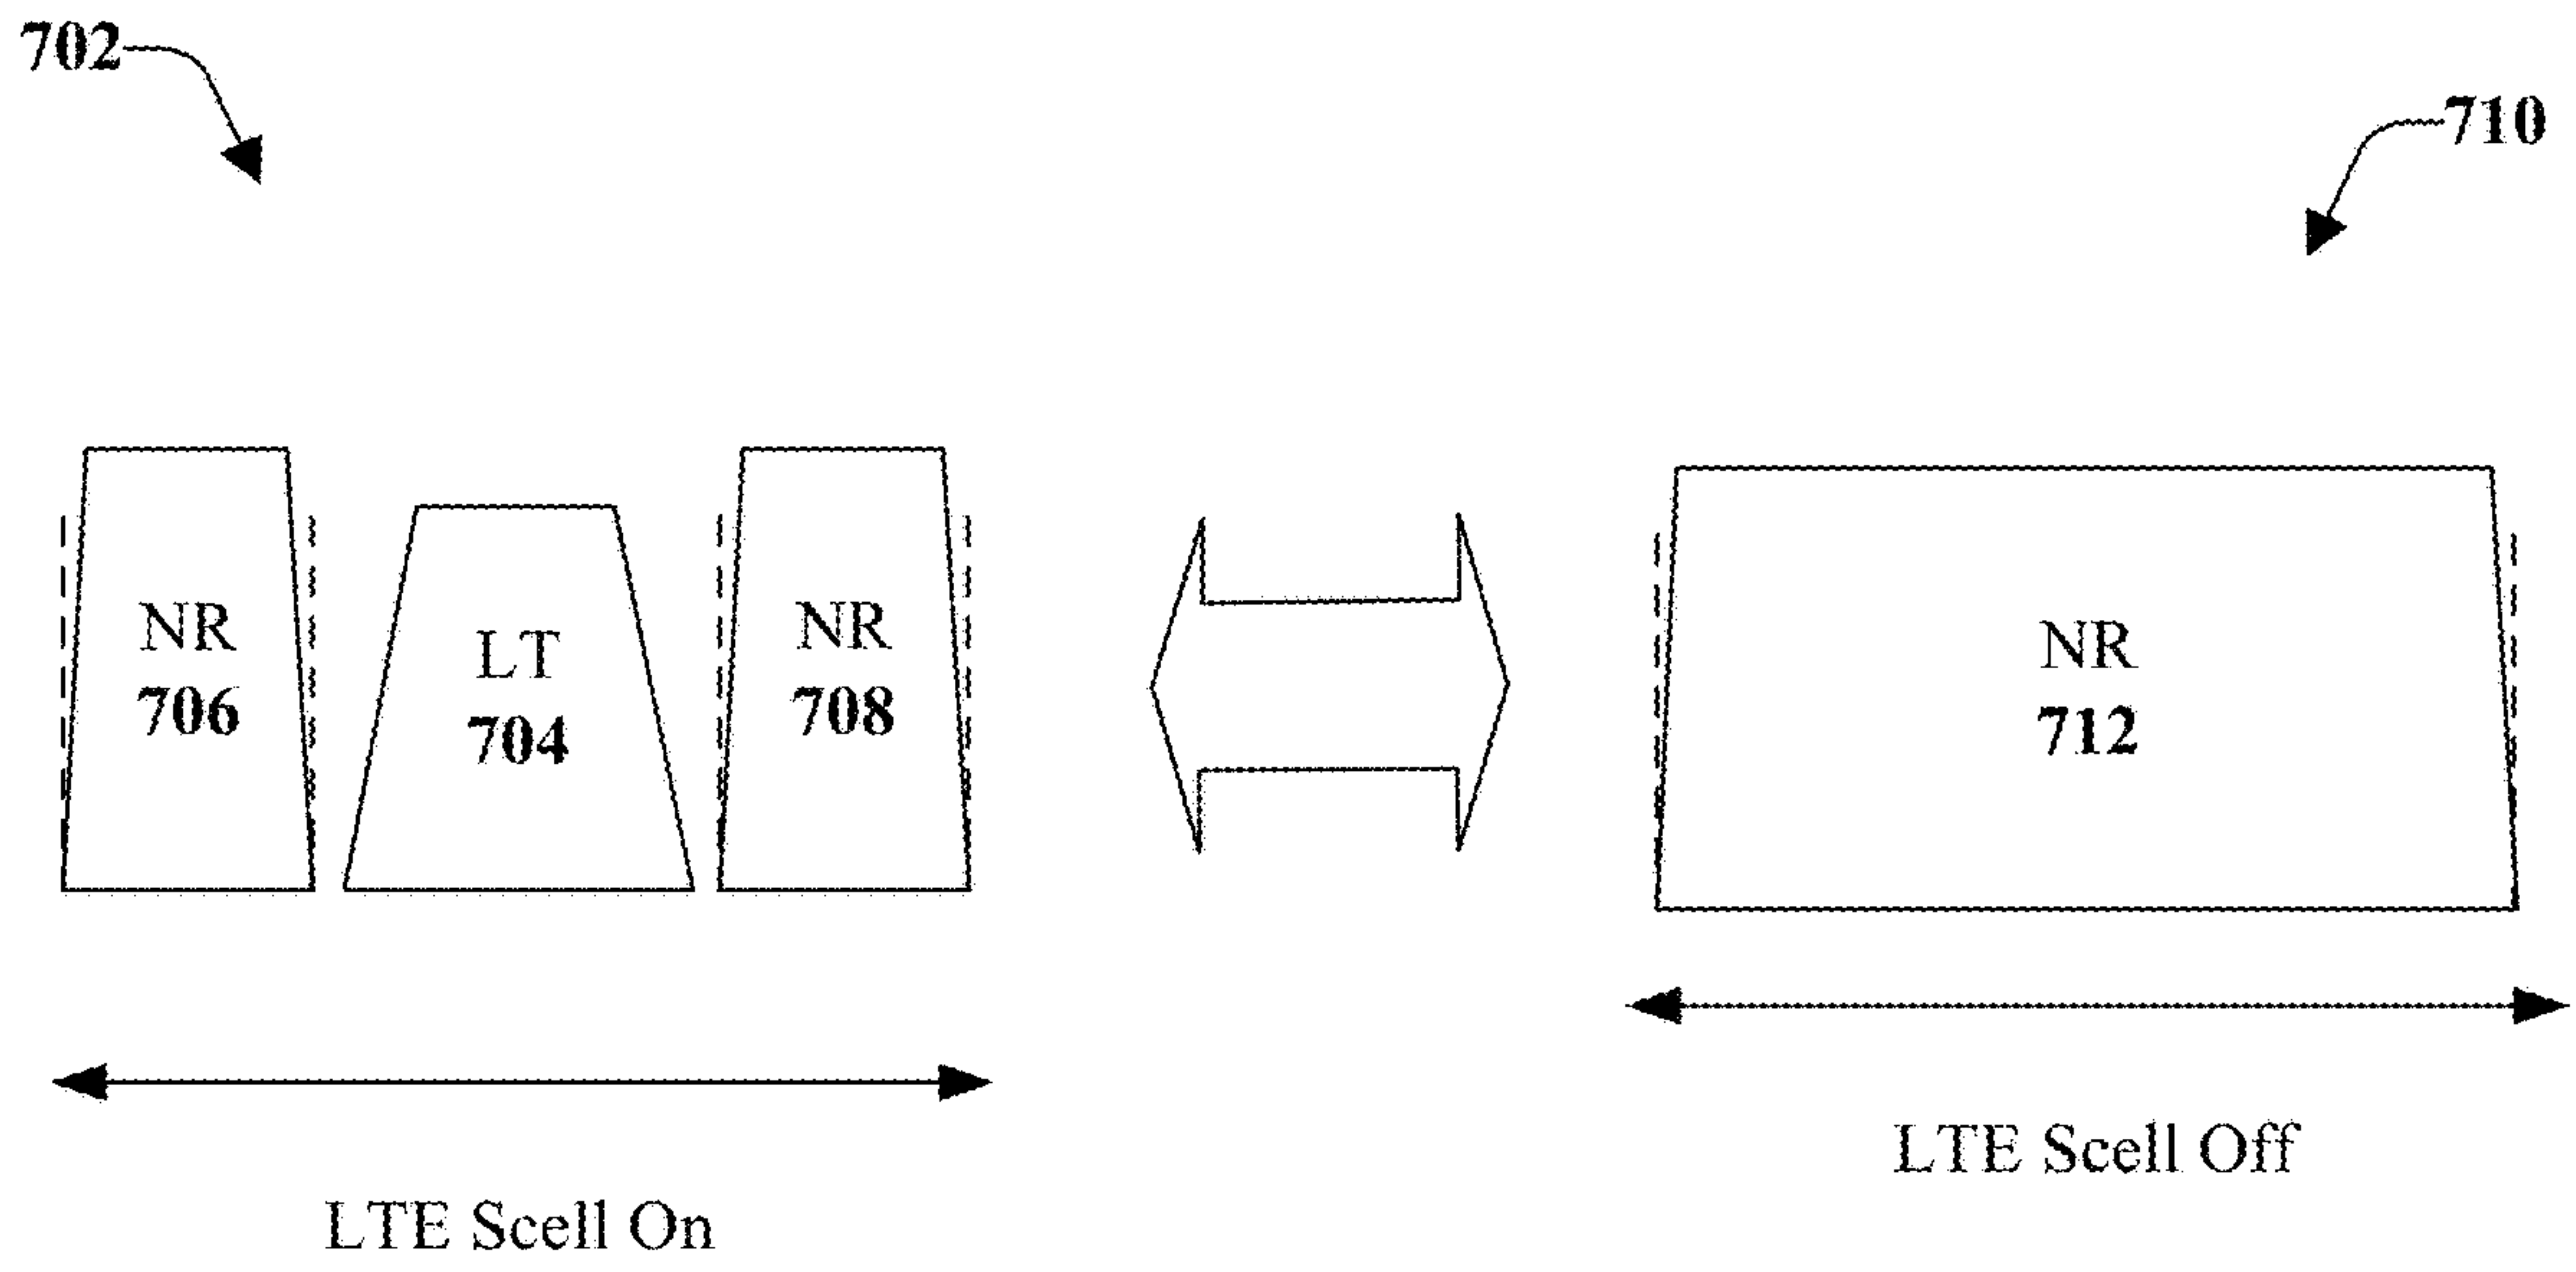 702
710
NR
706
LT
704
NR
708
NR
712
LTE Scell On
LTE Scell Off